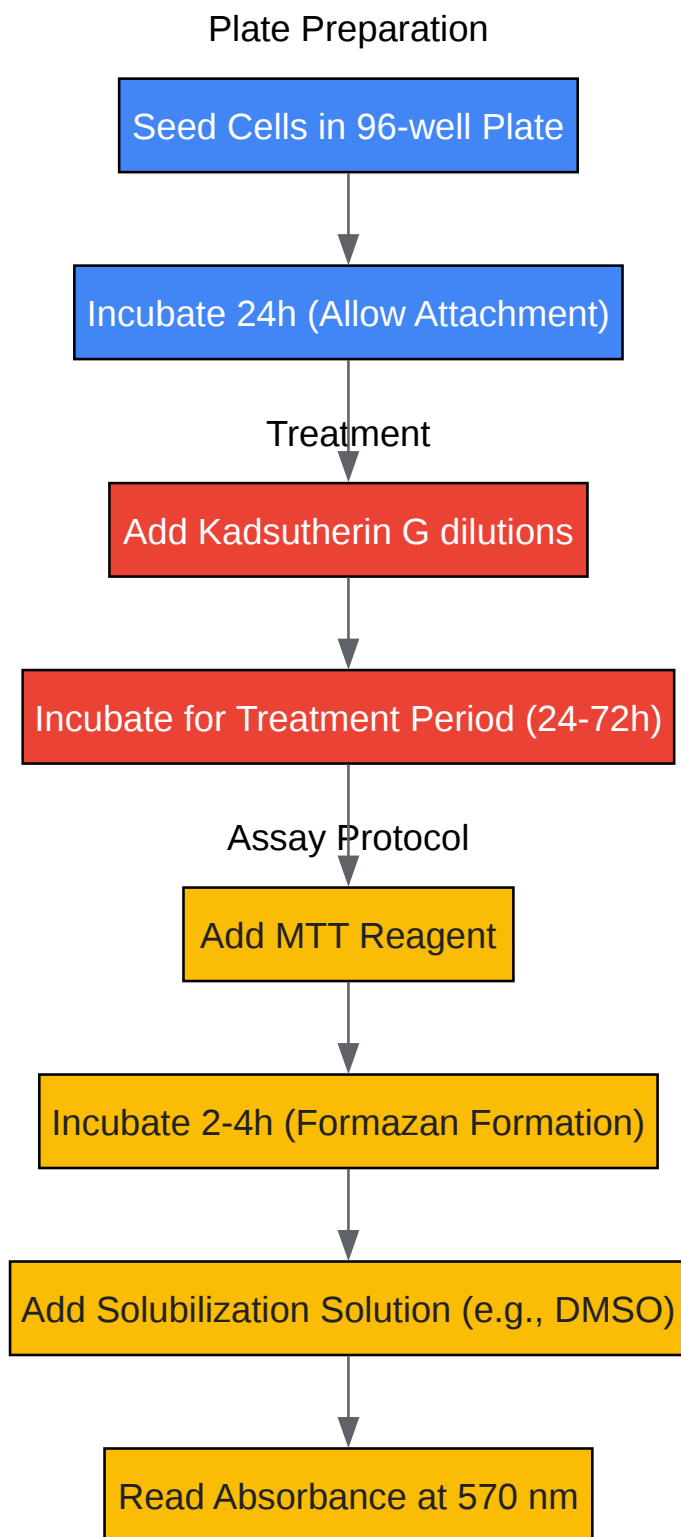 Plate Preparation
Seed Cells in 96-well Plate
Incubate 24h (Allow Attachment)
Treatment
Add Kadsutherin G dilutions
Incubate for Treatment Period (24-72h)
Assay Protocol
Add MTT Reagent
Incubate 2-4h (Formazan Formation)
Add Solubilization Solution (e.g., DMSO)
Read Absorbance at 570 nm